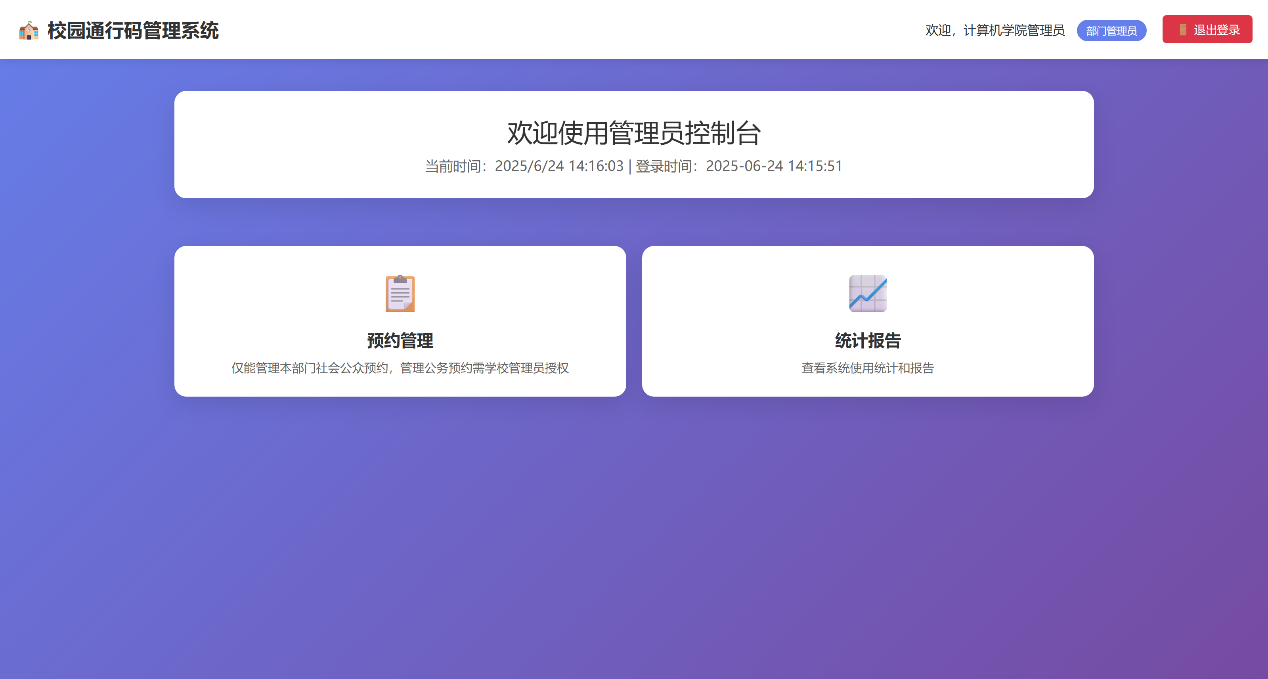 校园通行码管理系统
欢迎，计算机学院管理员 部门管理员 退出登录
欢迎使用管理员控制台
当前时间：2025/6/24 14:16:03 | 登录时间：2025-06-24 14:15:51
预约管理
仅能管理本部门社会公众预约，管理公务预约需学校管理员授权
统计报告
查看系统使用统计和报告